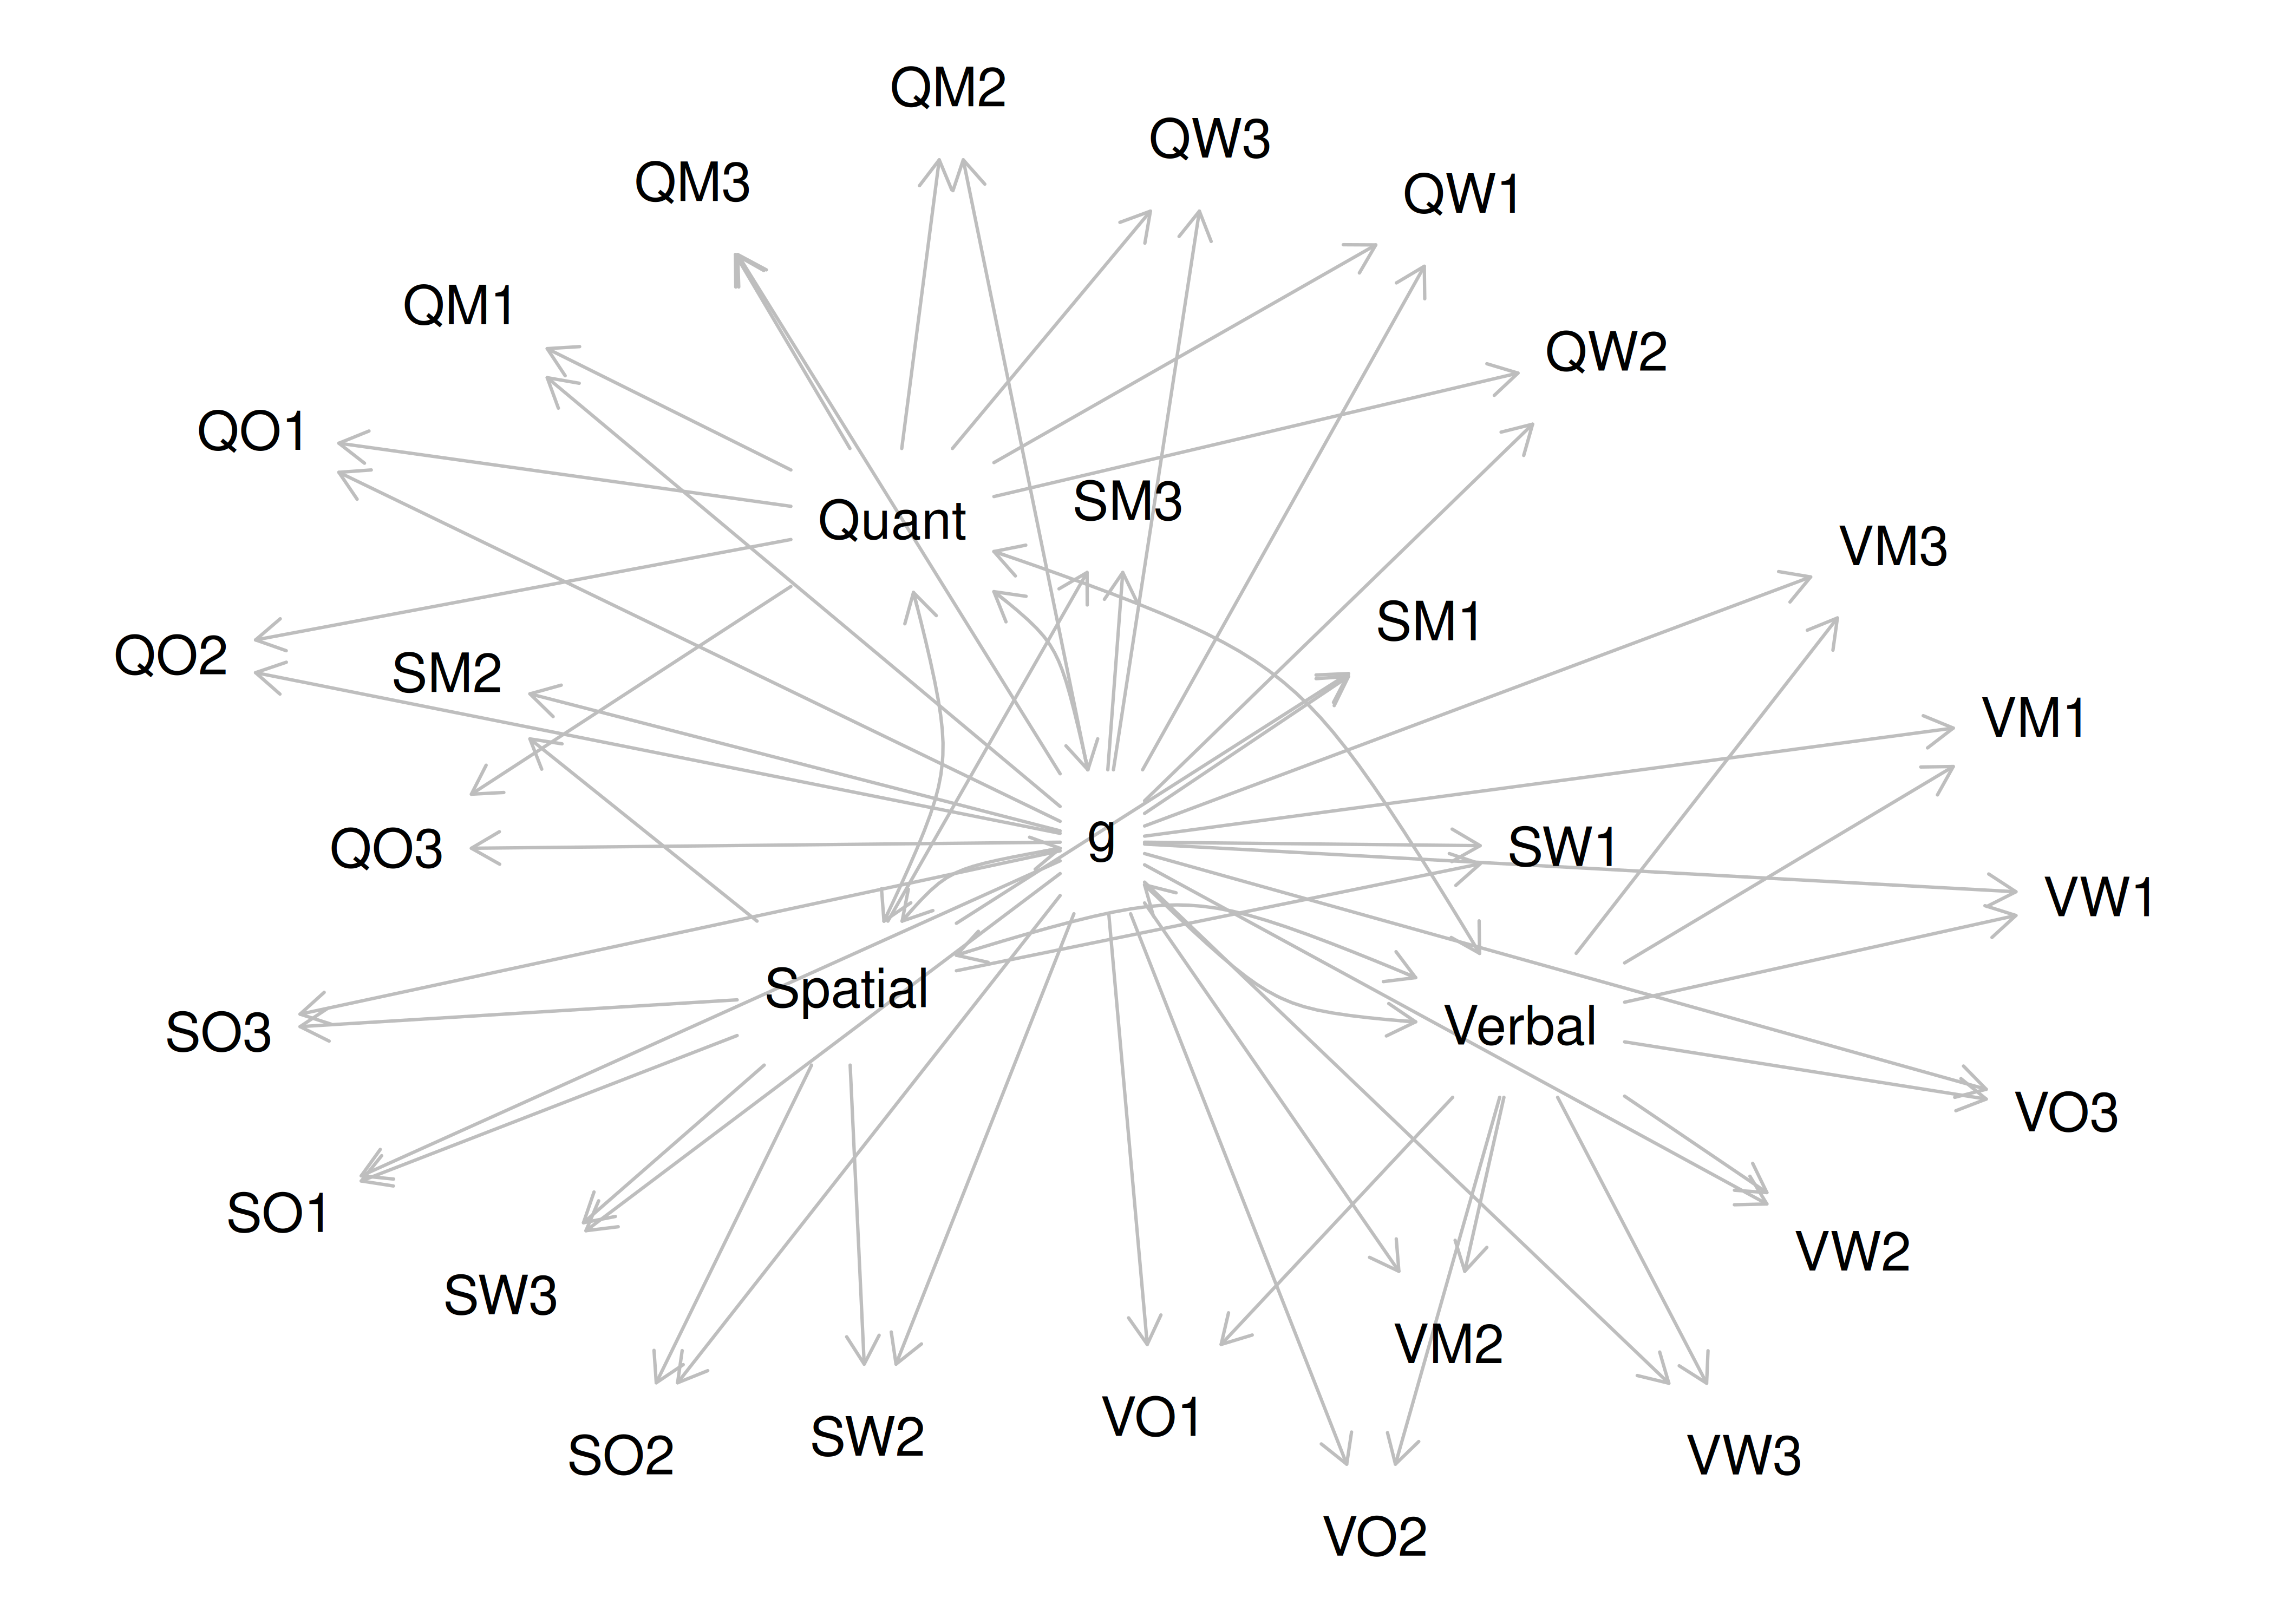 QM2
QW3
QM3
QW1
QM1
QW2
QO1
SM3
Quant
VM3
SM1
QO2
SM2
VM1
g
QO3
SW1
VW1
Spatial
Verbal
SO3
VO3
SO1
VW2
SW3
VM2
VO1
SW2
SO2
VW3
VO2